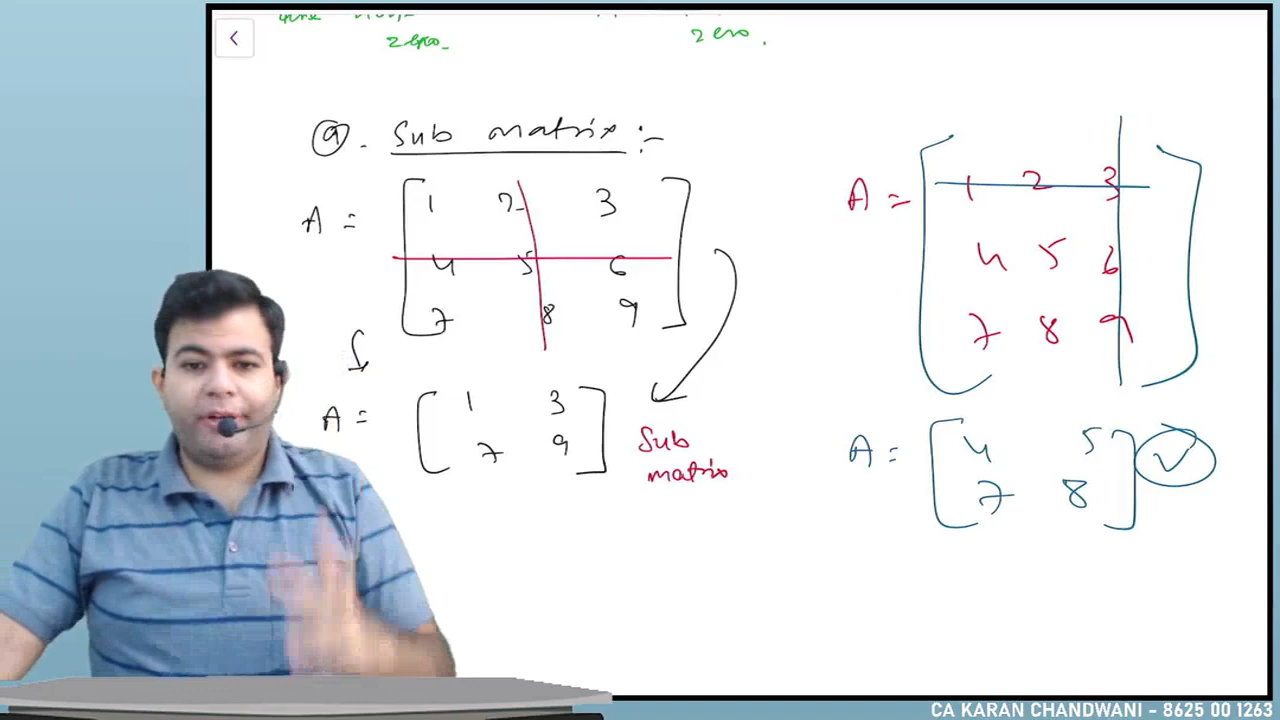 zero
zero.
9. Sub matrix :-
A = [ 1 2 3
4 5 6
7 8 9 ]
A = [ 1 3
7 9 ]
Sub
matrix
A = [ 1 2 3
4 5 6
7 8 9 ]
A = [ 4 5
7 8 ] ✓
CA KARAN CHANDWANI - 8625 00 1263